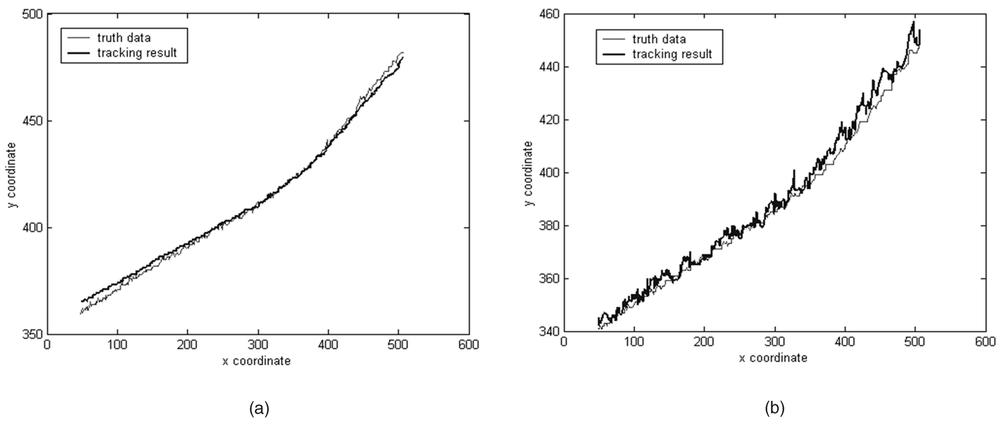 500
truth data
tracking result
450
y coordinate
400
350
0 100 200 300 400 500 600
x coordinate
(a)
460
truth data
tracking result
440
420
y coordinate
400
380
360
340
0 100 200 300 400 500 600
x coordinate
(b)